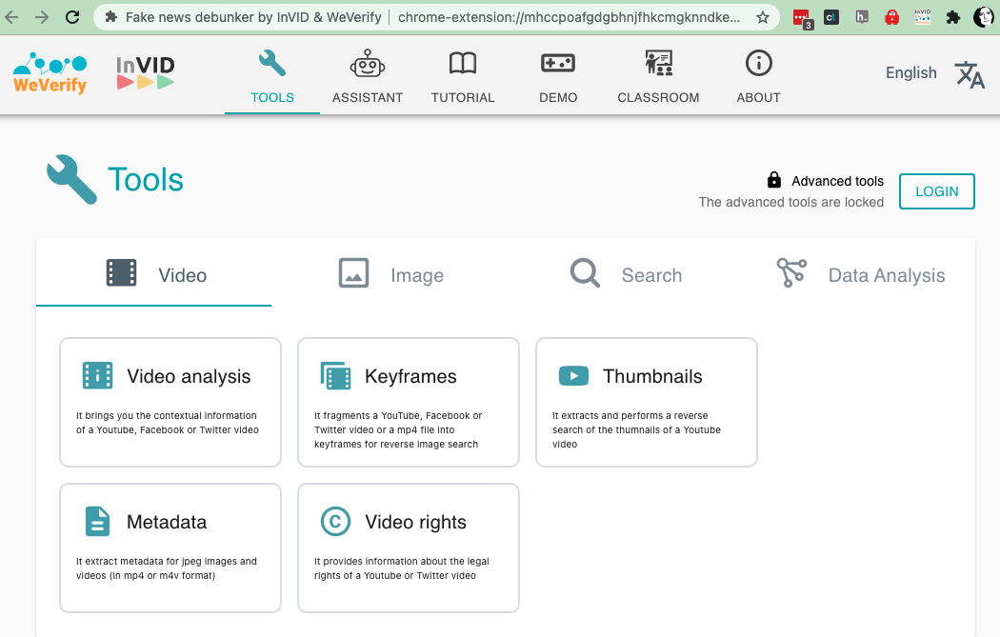 Fake news debunker by InVID & WeVerify | chrome-extension://mhccpoafgdgbhnjfhkcmgknndke...
3
ct
h.
InVID
WeVerify
InVID
TOOLS
ASSISTANT
TUTORIAL
DEMO
CLASSROOM
ABOUT
English
Tools
Advanced tools
The advanced tools are locked
LOGIN
Video
Image
Search
Data Analysis
Video analysis
It brings you the contextual information
of a Youtube, Facebook or Twitter video
Keyframes
It fragments a YouTube, Facebook or
Twitter video or a mp4 file into
keyframes for reverse image search
Thumbnails
It extracts and performs a reverse
search of the thumnails of a Youtube
video
Metadata
It extract metadata for jpeg images and
videos (in mp4 or m4v format)
Video rights
It provides information about the legal
rights of a Youtube or Twitter video